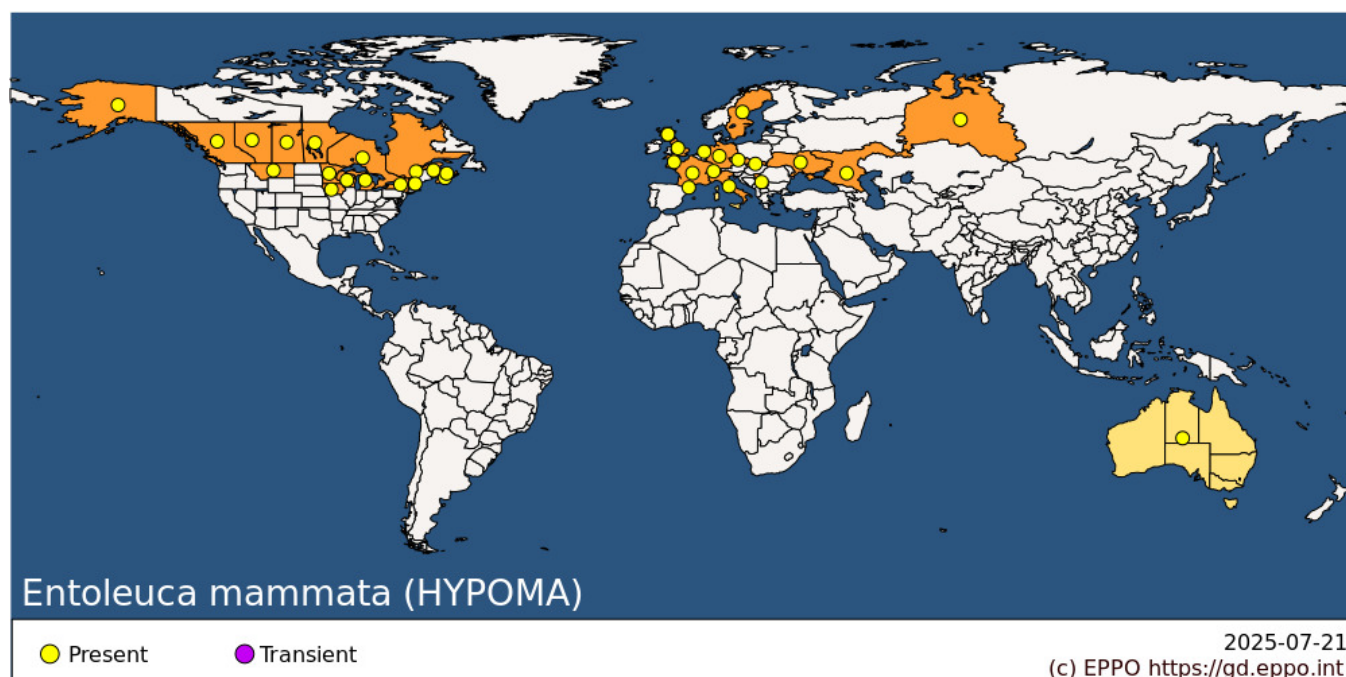 Entoleuca mammata (HYPOMA)
Present
Transient
2025-07-21
(c) EPPO https://gd.eppo.int